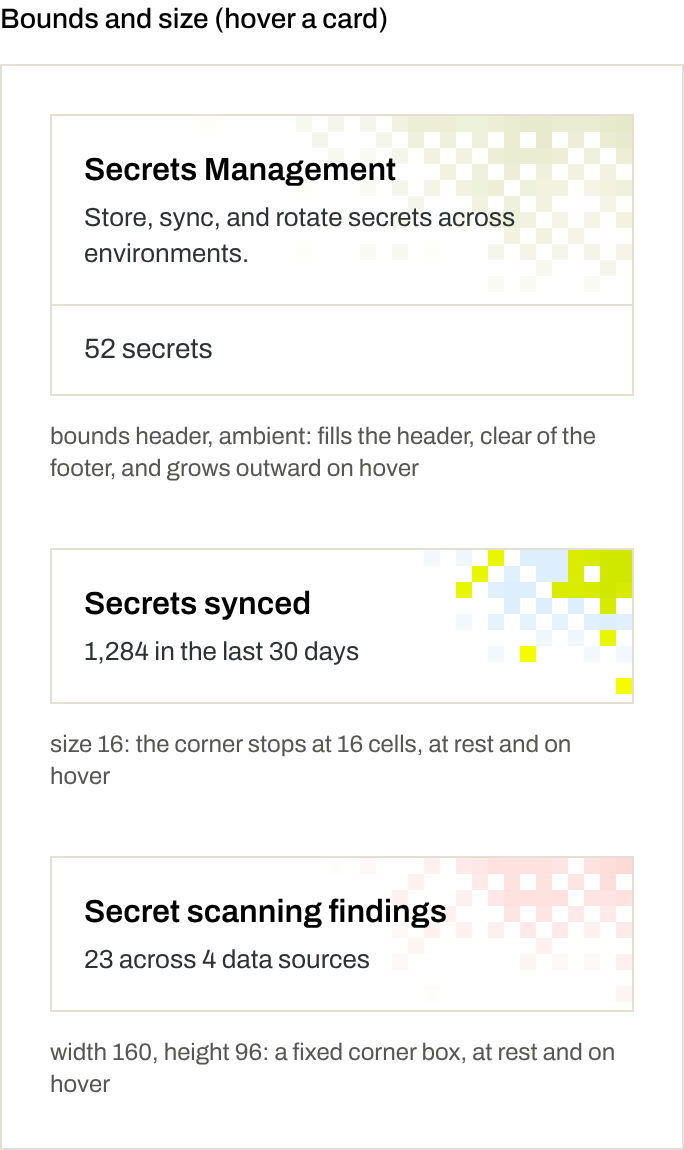 Bounds and size (hover a card)
Secrets Management
Store, sync, and rotate secrets across
environments.
52 secrets
bounds header, ambient: fills the header, clear of the
footer, and grows outward on hover
Secrets synced
1,284 in the last 30 days
size 16: the corner stops at 16 cells, at rest and on
hover
Secret scanning findings
23 across 4 data sources
width 160, height 96: a fixed corner box, at rest and on
hover